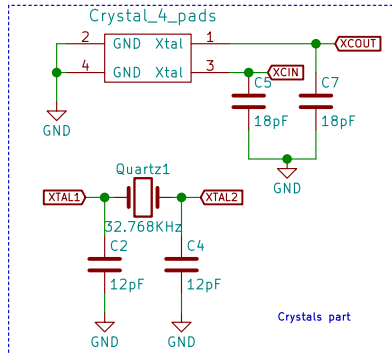 Crystal_4_pads
2 GND Xtal 1
4 GND Xtal 3
XCOUT
XCIN
C5
C7
18pF
18pF
GND
GND
Quartz1
XTAL1
XTAL2
32.768KHz
C2
C4
12pF
12pF
GND
GND
Crystals part